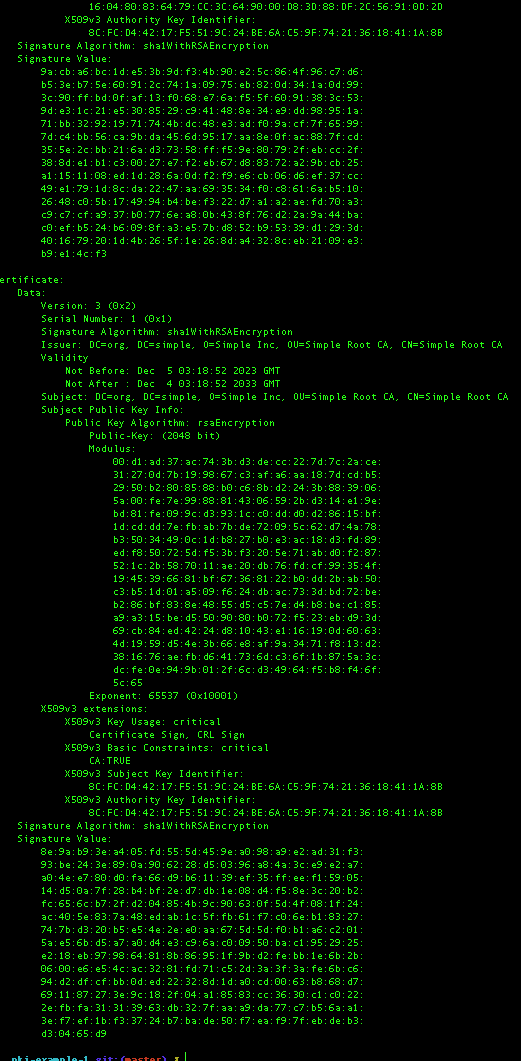 16:04:80:83:64:79:CC:3C:64:90:00:D8:3D:88:DF:2C:56:91:0D:2D
X509v3 Authority Key Identifier:
8C:FC:D4:42:17:F5:51:9C:24:BE:6A:C5:9F:74:21:36:18:41:1A:8B
Signature Algorithm: sha1WithRSAEncryption
Signature Value:
9a:cb:a6:bc:1d:e5:3b:9d:f3:4b:90:e2:5c:86:4f:96:c7:d6:
b5:3e:b7:5e:60:91:2c:74:1a:09:75:eb:82:0d:34:1a:0d:99:
3c:90:ff:bd:0f:af:13:f0:68:e7:6a:f5:5f:60:91:38:3c:53:
9d:e3:1c:21:e5:30:85:29:c9:41:48:8e:34:e9:dd:98:95:1a:
71:bb:32:92:19:71:74:4b:dc:48:e3:ad:f0:9a:cf:7f:65:99:
7d:c4:bb:56:ca:9b:da:45:6d:95:17:aa:8e:0f:ac:88:7f:cd:
35:5e:2c:bb:21:6a:d3:73:58:ff:f5:9e:80:79:2f:eb:cc:2f:
38:8d:e1:b1:c3:00:27:e7:f2:eb:67:d8:83:72:a2:9b:cb:25:
a1:15:11:08:ed:1d:28:6a:0d:f2:f9:e6:cb:06:d6:ef:37:cc:
49:e1:79:1d:8c:da:22:47:aa:69:35:34:f0:c8:61:6a:b5:10:
26:48:c0:5b:17:49:94:b4:be:f3:22:d7:a1:a2:ae:fd:70:a3:
c9:c7:cf:a9:37:b0:77:6e:a8:0b:43:8f:76:d2:2a:9a:44:ba:
c0:ef:b5:24:b6:09:8f:a3:e5:7b:d8:52:b9:53:39:d1:29:3d:
40:16:79:20:1d:4b:26:5f:1e:26:8d:a4:32:8c:eb:21:09:e3:
b9:e1:4c:f3
ertificate:
Data:
Version: 3 (0x2)
Serial Number: 1 (0x1)
Signature Algorithm: sha1WithRSAEncryption
Issuer: DC=org, DC=simple, O=Simple Inc, OU=Simple Root CA, CN=Simple Root CA
Validity
Not Before: Dec  5 03:18:52 2023 GMT
Not After : Dec  4 03:18:52 2033 GMT
Subject: DC=org, DC=simple, O=Simple Inc, OU=Simple Root CA, CN=Simple Root CA
Subject Public Key Info:
Public Key Algorithm: rsaEncryption
Public-Key: (2048 bit)
Modulus:
00:d1:ad:37:ac:74:3b:d3:de:cc:22:7d:7c:2a:ce:
31:27:0d:7b:19:98:67:c3:af:a6:aa:18:7d:cd:b5:
29:50:b2:80:85:88:b0:c6:8b:d2:24:3b:88:39:06:
5a:00:fe:7e:99:88:81:43:06:59:2b:d3:14:e1:9e:
bd:81:fe:09:9c:d3:93:1c:c0:dd:d0:d2:86:15:bf:
1d:cd:dd:7e:fb:ab:7b:de:72:09:5c:62:d7:4a:78:
b3:50:34:49:0c:1d:b8:27:b0:e3:ac:18:d3:fd:89:
ed:f8:50:72:5d:f5:3b:f3:20:5e:71:ab:d0:f2:87:
52:1c:2b:58:70:11:ae:20:db:76:fd:cf:99:35:4f:
19:45:39:66:81:bf:67:36:81:22:b0:dd:2b:ab:50:
c3:b5:1d:01:a5:09:f6:24:db:ac:73:3d:bd:72:be:
b2:86:bf:83:8e:48:55:d5:c5:7e:d4:b8:be:c1:85:
a9:a3:15:be:d5:50:90:80:b0:72:f5:23:eb:d9:3d:
69:cb:84:ed:42:24:d8:10:43:e1:16:19:0d:60:63:
4d:19:59:d5:4e:3b:66:e8:af:9a:34:71:f8:13:d2:
38:16:76:ae:fb:d6:41:73:6d:c3:6f:1b:87:5a:3c:
dc:fe:0e:94:9b:01:2f:6c:d3:49:64:f5:b8:f4:6f:
5c:65
Exponent: 65537 (0x10001)
X509v3 extensions:
X509v3 Key Usage: critical
Certificate Sign, CRL Sign
X509v3 Basic Constraints: critical
CA:TRUE
X509v3 Subject Key Identifier:
8C:FC:D4:42:17:F5:51:9C:24:BE:6A:C5:9F:74:21:36:18:41:1A:8B
X509v3 Authority Key Identifier:
8C:FC:D4:42:17:F5:51:9C:24:BE:6A:C5:9F:74:21:36:18:41:1A:8B
Signature Algorithm: sha1WithRSAEncryption
Signature Value:
8e:9a:b9:3e:a4:05:fd:55:5d:45:9e:a0:98:a9:e2:ad:31:f3:
93:be:24:3e:89:0a:90:62:28:d5:03:96:a8:4a:3c:e9:e2:a7:
a0:4e:e7:80:d0:fa:66:d9:b6:11:39:ef:35:ff:ee:f1:59:05:
14:d5:0a:7f:28:b4:bf:2e:d7:db:1e:08:d4:f5:8e:3c:20:b2:
fc:65:6c:b7:2f:d2:04:85:4b:9c:90:63:0f:5d:4f:08:1f:24:
ac:40:5e:83:7a:48:ed:ab:1c:5f:fb:61:f7:c0:6e:b1:83:27:
74:7b:d3:20:b5:e5:4e:2e:e0:aa:67:5d:5d:f0:b1:a6:c2:01:
5a:e5:6b:d5:a7:a0:d4:e3:c9:6a:c0:09:50:ba:c1:95:29:25:
e2:18:eb:97:98:64:81:8b:86:95:1f:9b:d2:fe:bb:1e:6b:2b:
06:00:e6:e5:4c:ac:32:81:fd:71:c5:2d:3a:3f:3a:fe:6b:c6:
94:d2:df:cf:bb:0d:ed:22:32:8d:1d:a0:cd:00:63:b8:68:d7:
69:11:87:27:3e:9c:18:2f:04:a1:85:83:cc:36:30:c1:c0:22:
2e:fb:fa:31:31:39:63:db:32:7f:aa:a9:da:77:c7:b5:6a:a1:
3e:f7:ef:1b:f3:37:24:b7:ba:de:50:f7:ea:f9:7f:eb:de:b3:
d3:04:65:d9
pki-example-1 git:(master)